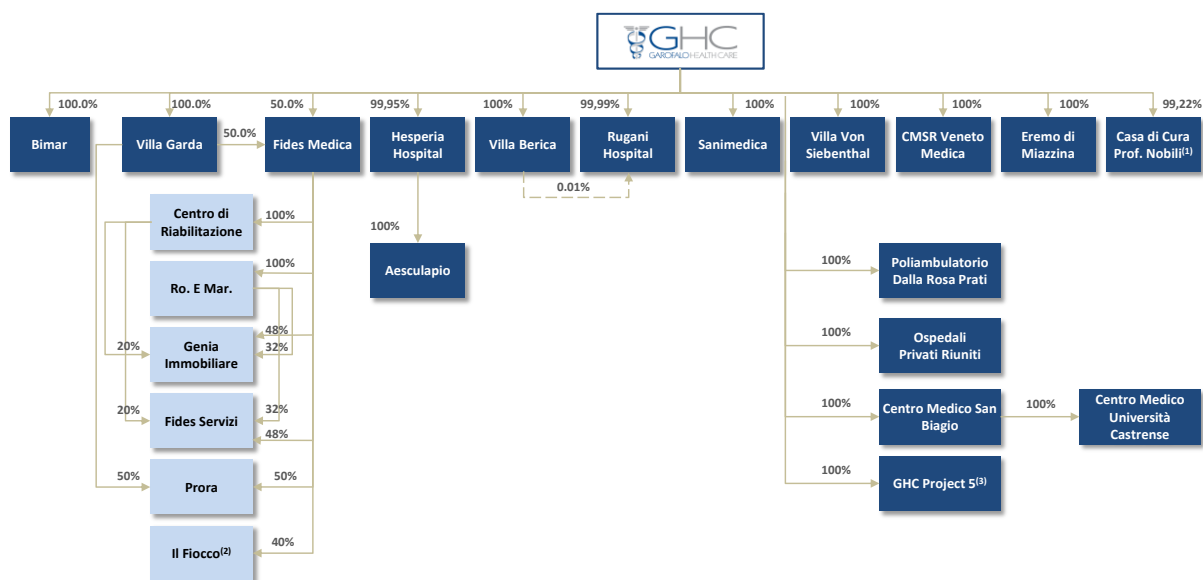 GHC
GAROFALO HEALTH CARE
100.0%
100.0%
50.0%
99,95%
100%
99,99%
100%
100%
100%
100%
99,22%
Bimar
Villa Garda
50.0%
Fides Medica
Hesperia
Hospital
Villa Berica
Rugani
Hospital
Sanimedica
Villa Von
Siebenthal
CMSR Veneto
Medica
Eremo di
Miazzina
Casa di Cura
Prof. Nobili(1)
0.01%
Centro di
Riabilitazione
100%
100%
Aesculapio
100%
Poliambulatorio
Dalla Rosa Prati
Ro. E Mar.
100%
48%
20%
Genia
Immobiliare
32%
100%
Ospedali
Privati Riuniti
20%
Fides Servizi
32%
48%
100%
Centro Medico San
Biagio
100%
Centro Medico
Università
Castrense
50%
Prora
50%
100%
GHC Project 5(3)
Il Fiocco(2)
40%